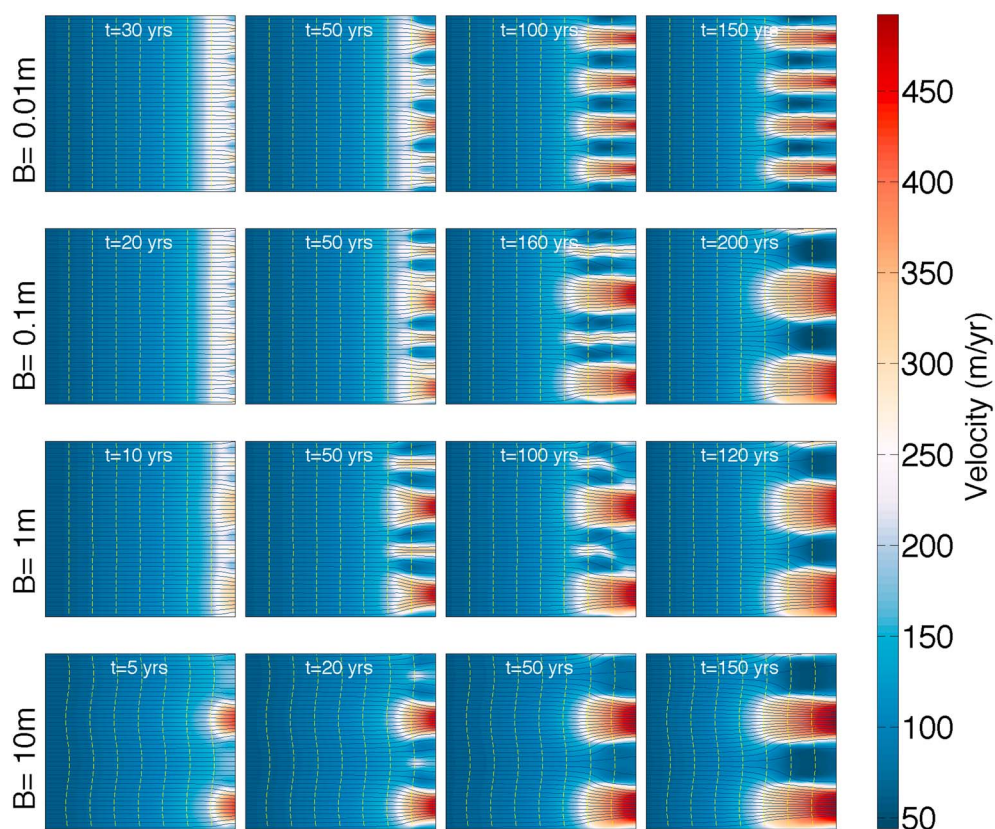 B= 0.01m
t=30 yrs
t=50 yrs
t=100 yrs
t=150 yrs
B= 0.1m
t=20 yrs
t=50 yrs
t=160 yrs
t=200 yrs
B= 1m
t=10 yrs
t=50 yrs
t=100 yrs
t=120 yrs
B= 10m
t=5 yrs
t=20 yrs
t=50 yrs
t=150 yrs
450
400
350
300
250
200
150
100
50
Velocity (m/yr)